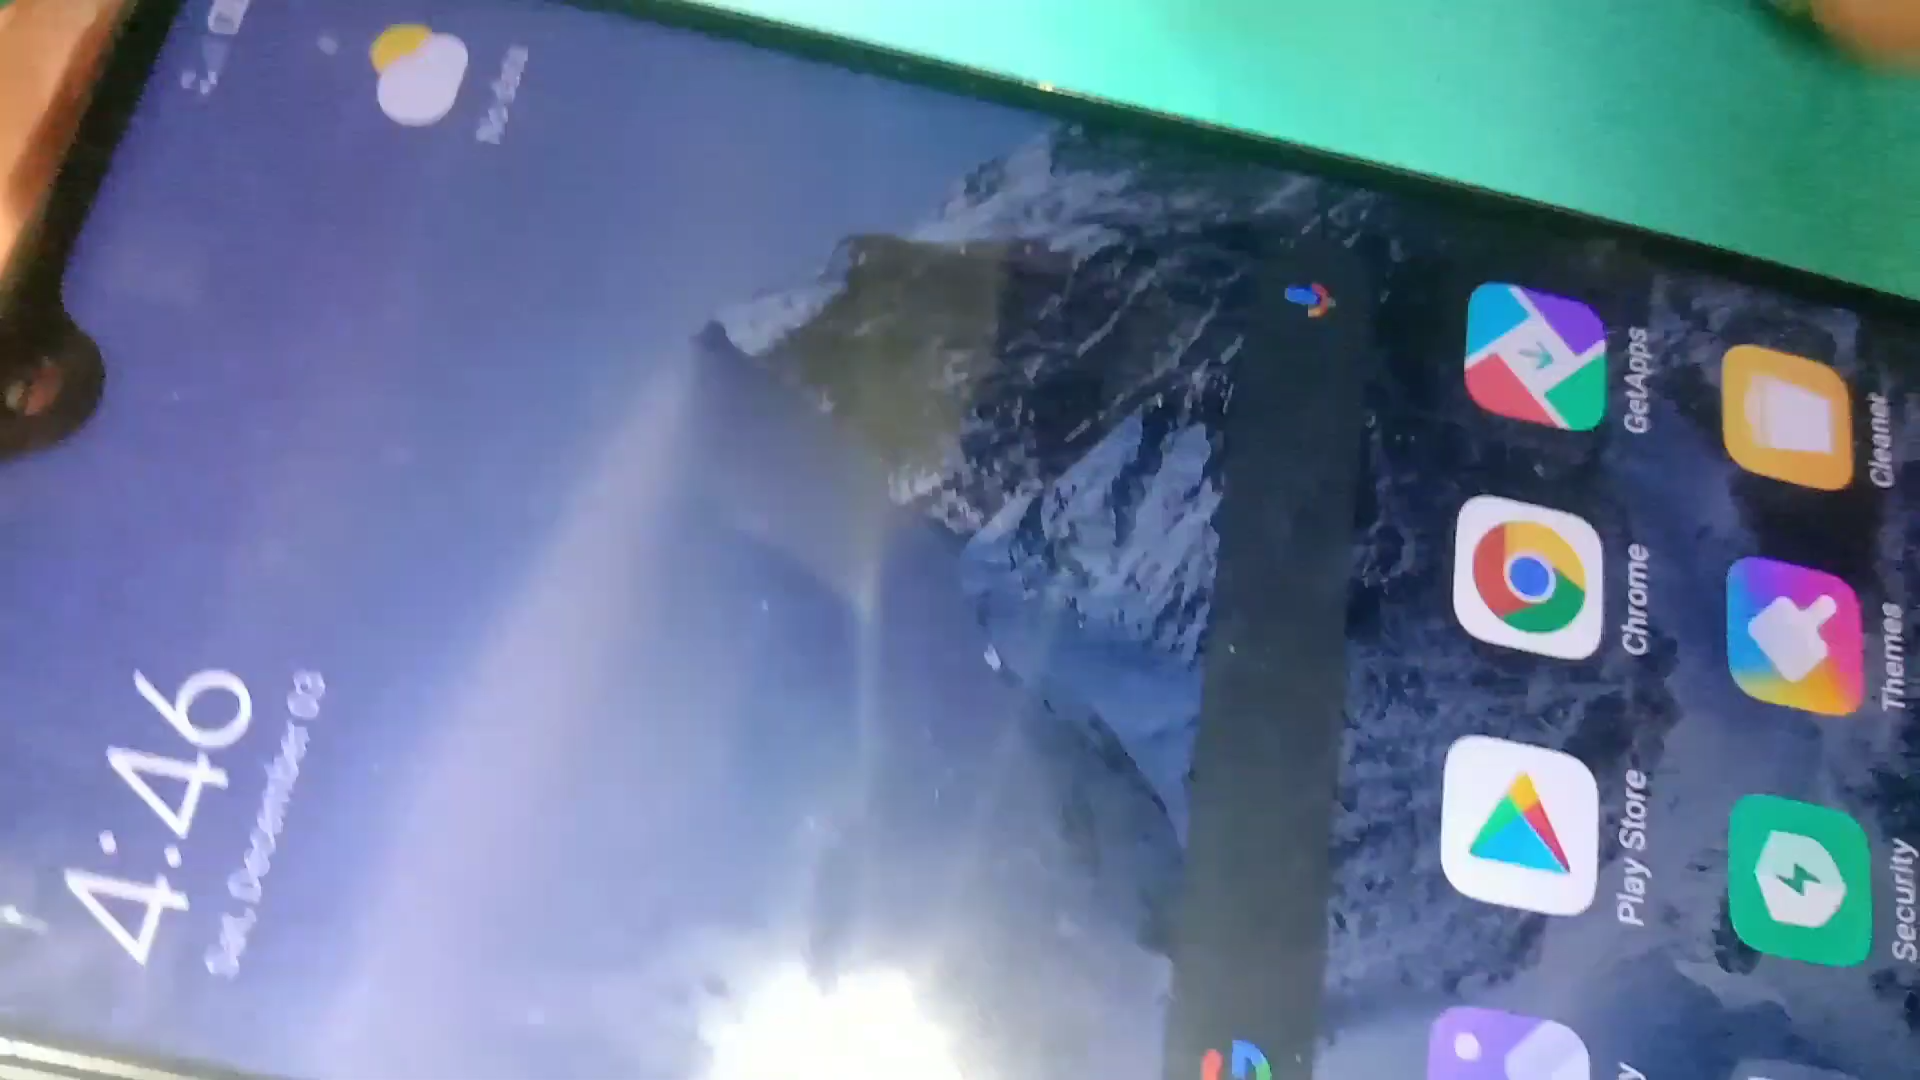 4:46
GetApps
Chrome
Play Store
Cleaner
Themes
Security